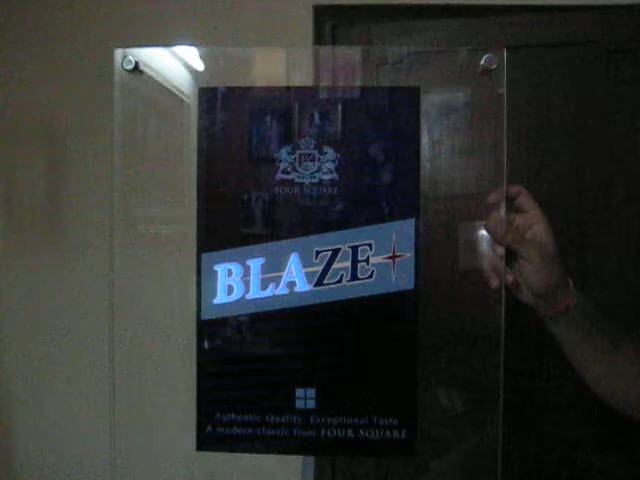 FOUR SQUARE
BLAZE
Authentic Quality, Exceptional Taste
A modern-classic from FOUR SQUARE